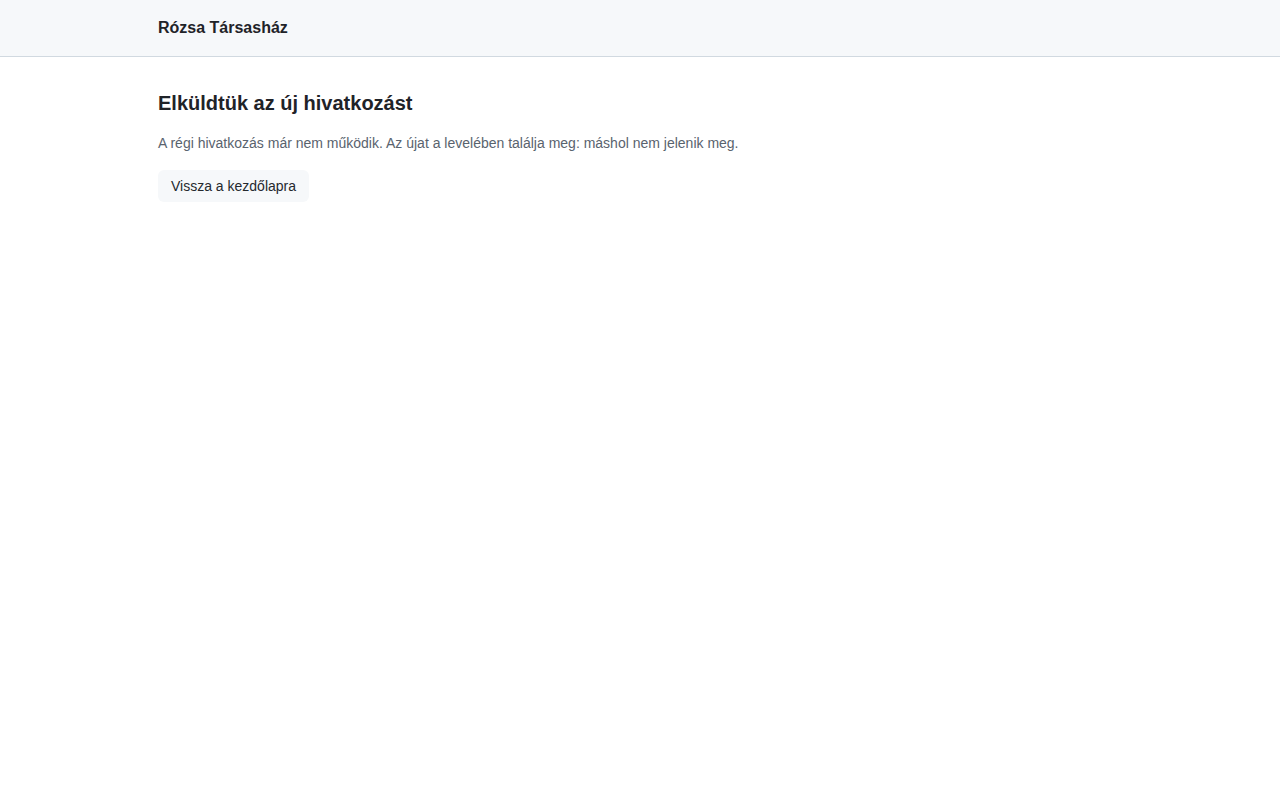 Rózsa Társasház
Elküldtük az új hivatkozást
A régi hivatkozás már nem működik. Az újat a levelében találja meg: máshol nem jelenik meg.
Vissza a kezdőlapra